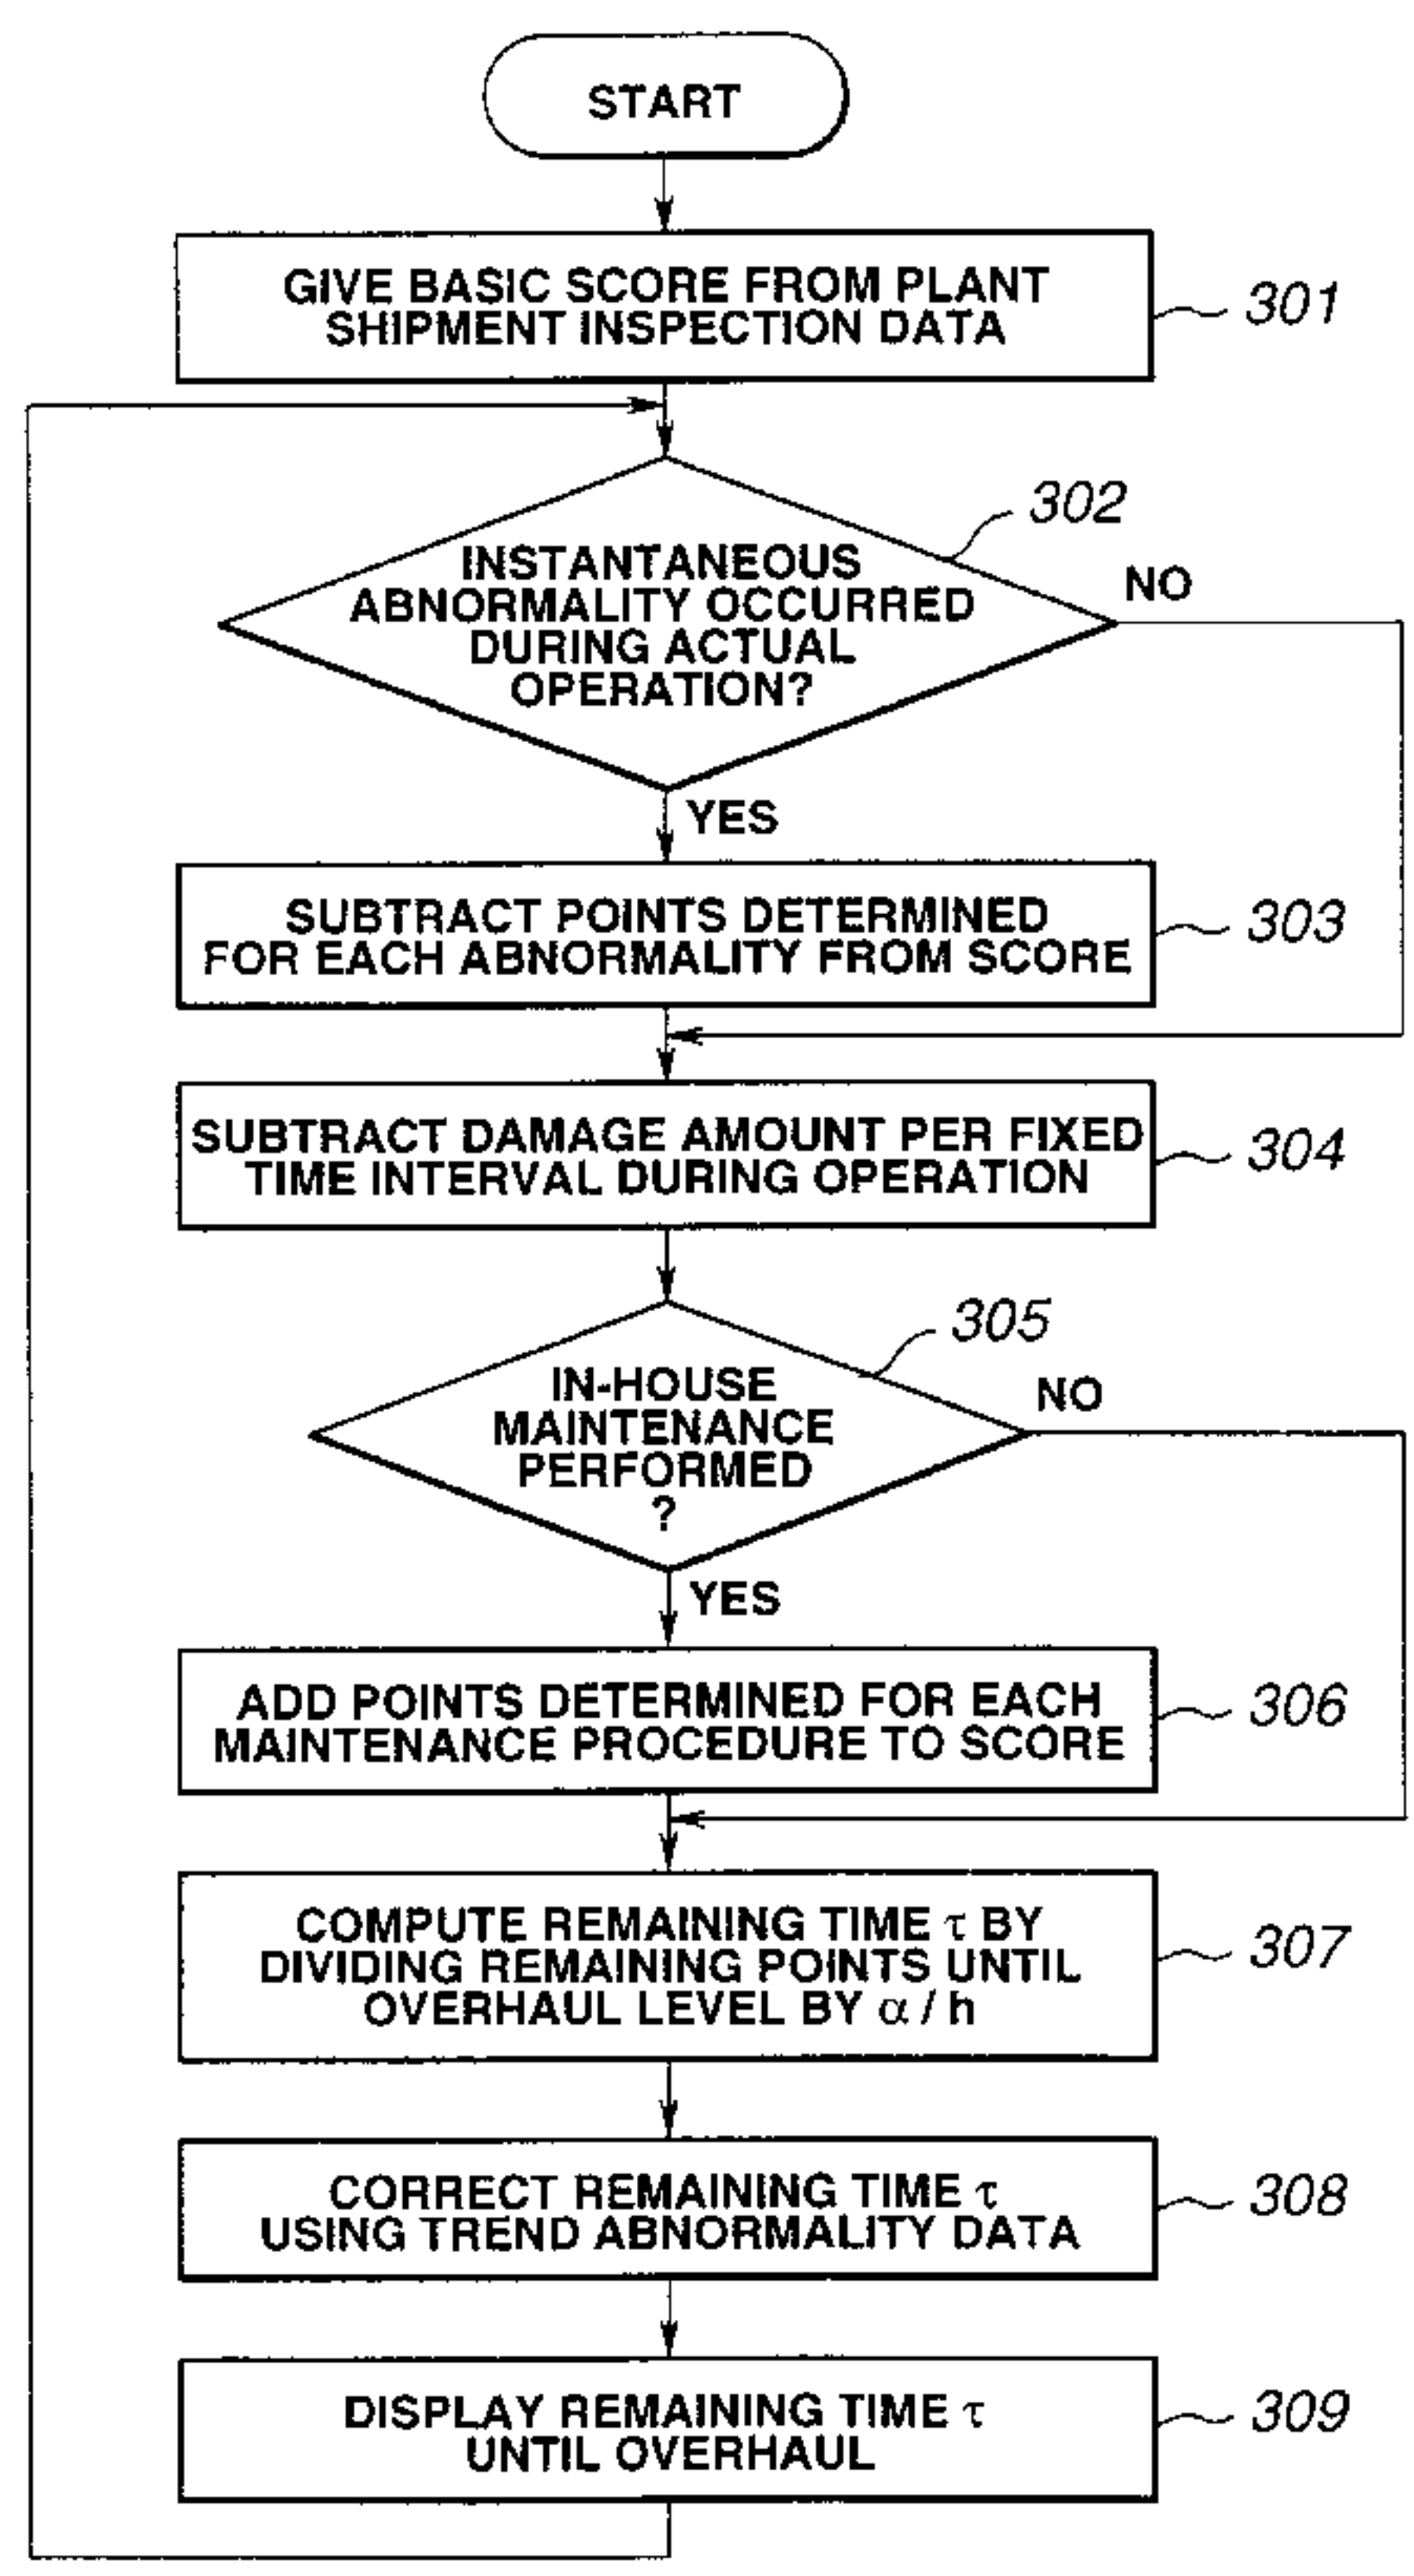 START
GIVE BASIC SCORE FROM PLANT
SHIPMENT INSPECTION DATA
301
302
INSTANTANEOUS
ABNORMALITY OCCURRED
DURING ACTUAL
OPERATION?
NO
YES
SUBTRACT POINTS DETERMINED
FOR EACH ABNORMALITY FROM SCORE
303
SUBTRACT DAMAGE AMOUNT PER FIXED
TIME INTERVAL DURING OPERATION
304
305
IN-HOUSE
MAINTENANCE
PERFORMED
?
NO
YES
ADD POINTS DETERMINED FOR EACH
MAINTENANCE PROCEDURE TO SCORE
306
COMPUTE REMAINING TIME τ BY
DIVIDING REMAINING POINTS UNTIL
OVERHAUL LEVEL BY α / h
307
CORRECT REMAINING TIME τ
USING TREND ABNORMALITY DATA
308
DISPLAY REMAINING TIME τ
UNTIL OVERHAUL
309